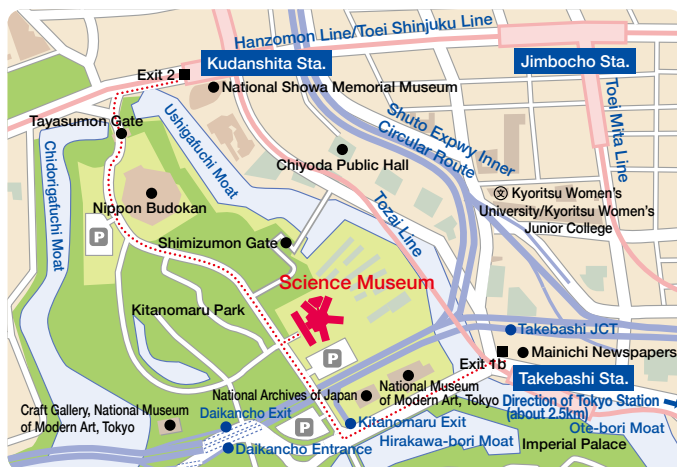 Hanzomon Line/Toei Shinjuku Line
Exit 2
Kudanshita Sta.
Jimbocho Sta.
National Showa Memorial Museum
Toei Mita Line
Tayasumon Gate
Ushigafuchi Moat
Shuto Expwy Inner
Circular Route
Chidorigafuchi Moat
Chiyoda Public Hall
文 Kyoritsu Women's
University/Kyoritsu Women's
Junior College
Nippon Budokan
Tozai Line
P
Shimizumon Gate
Science Museum
Kitanomaru Park
Takebashi JCT
P
Exit 1b
Mainichi Newspapers
Takebashi Sta.
National Archives of Japan
National Museum
of Modern Art, Tokyo
Direction of Tokyo Station
(about 2.5km)
Craft Gallery, National Museum
of Modern Art, Tokyo
Daikancho Exit
P
Kitanomaru Exit
Ote-bori Moat
Daikancho Entrance
Hirakawa-bori Moat
Imperial Palace